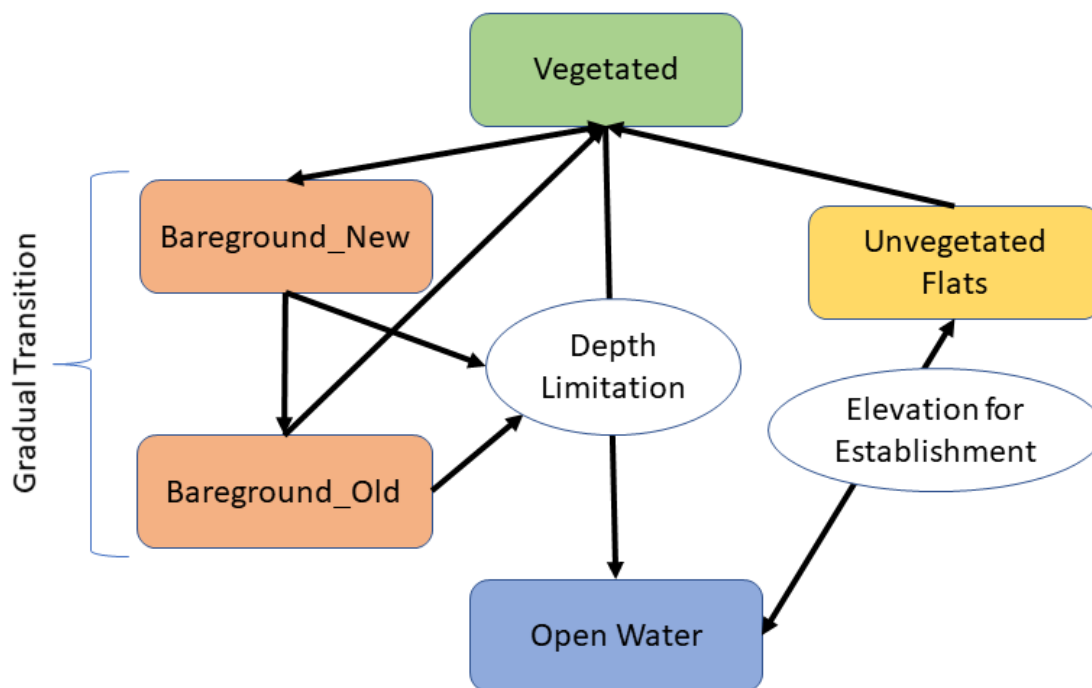 Vegetated
Gradual Transition
Bareground_New
Unvegetated
Flats
Depth
Limitation
Elevation for
Establishment
Bareground_Old
Open Water